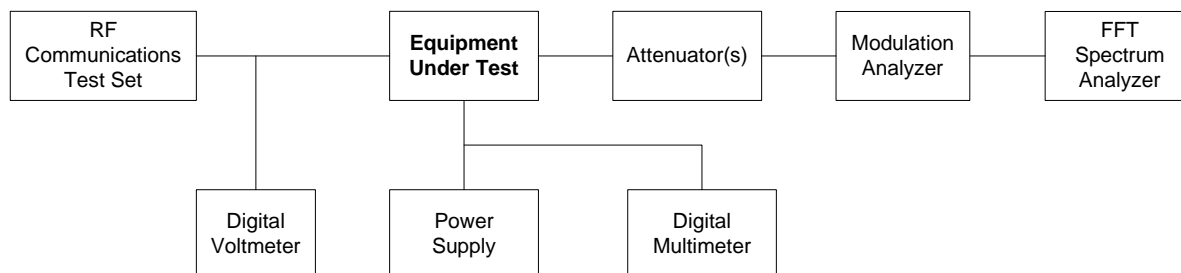 RF
Communications
Test Set
Equipment
Under Test
Attenuator(s)
Modulation
Analyzer
FFT
Spectrum
Analyzer
Digital
Voltmeter
Power
Supply
Digital
Multimeter